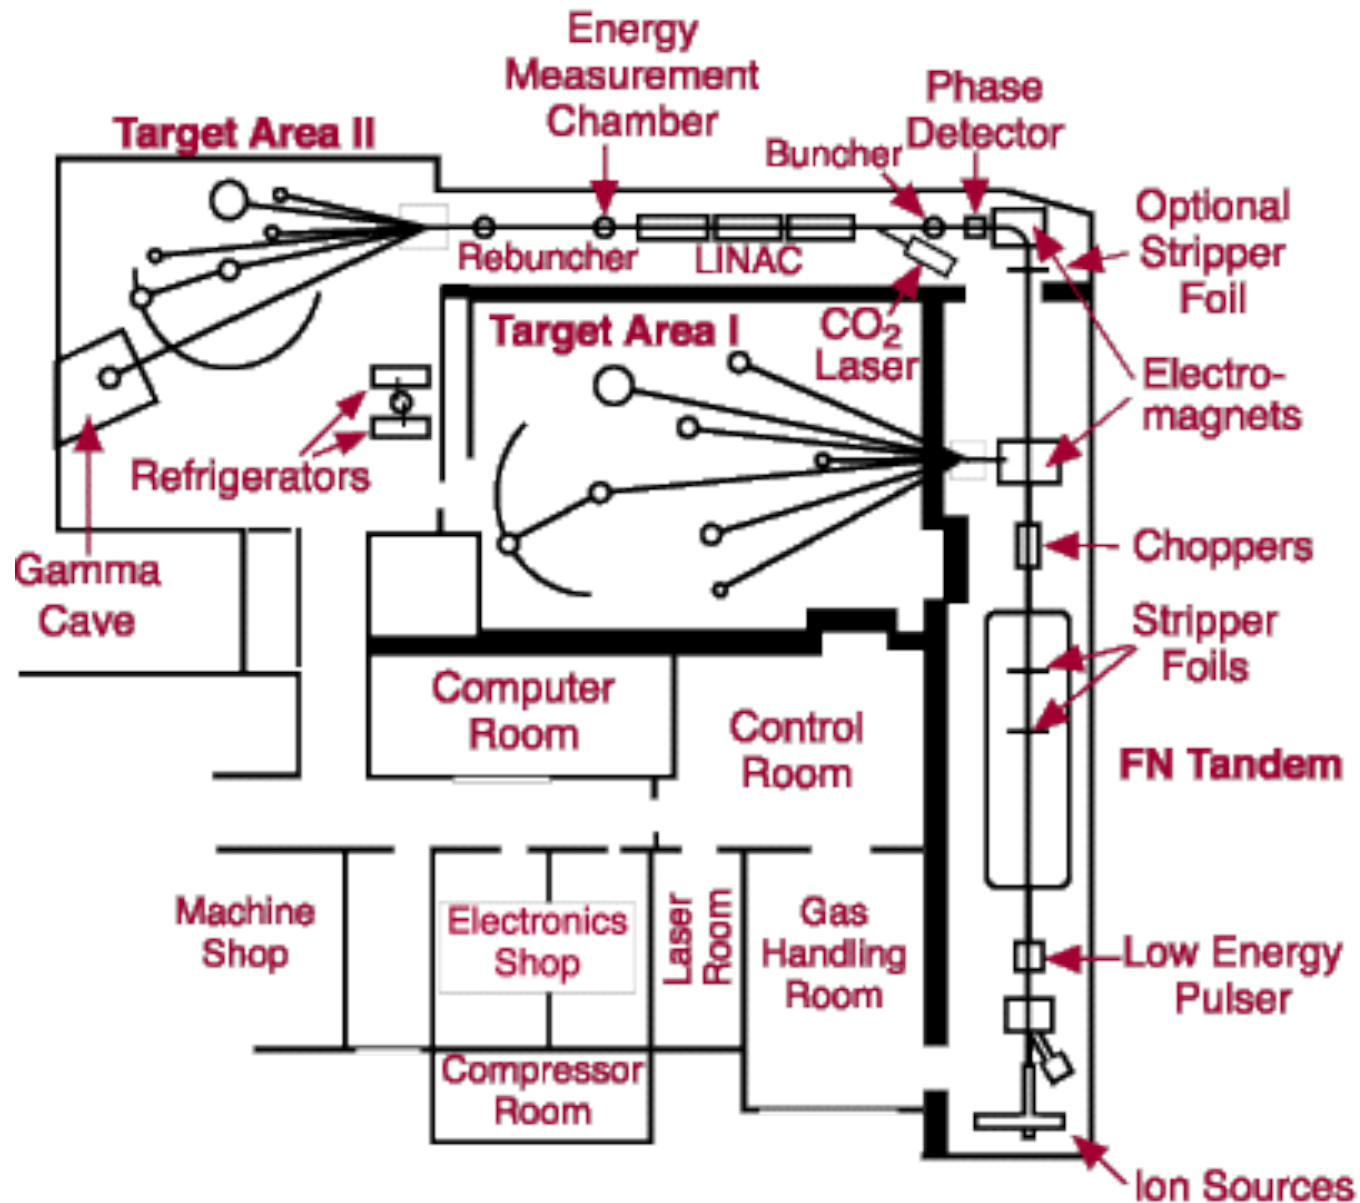 Energy
Measurement
Chamber
Phase
Detector
Target Area II
Buncher
Optional
Stripper
Foil
Rebuncher
LINAC
Target Area I
CO₂
Laser
Electro-
magnets
Refrigerators
Choppers
Gamma
Cave
Stripper
Foils
Computer
Room
Control
Room
FN Tandem
Machine
Shop
Electronics
Shop
Laser
Room
Gas
Handling
Room
Low Energy
Pulser
Compressor
Room
Ion Sources